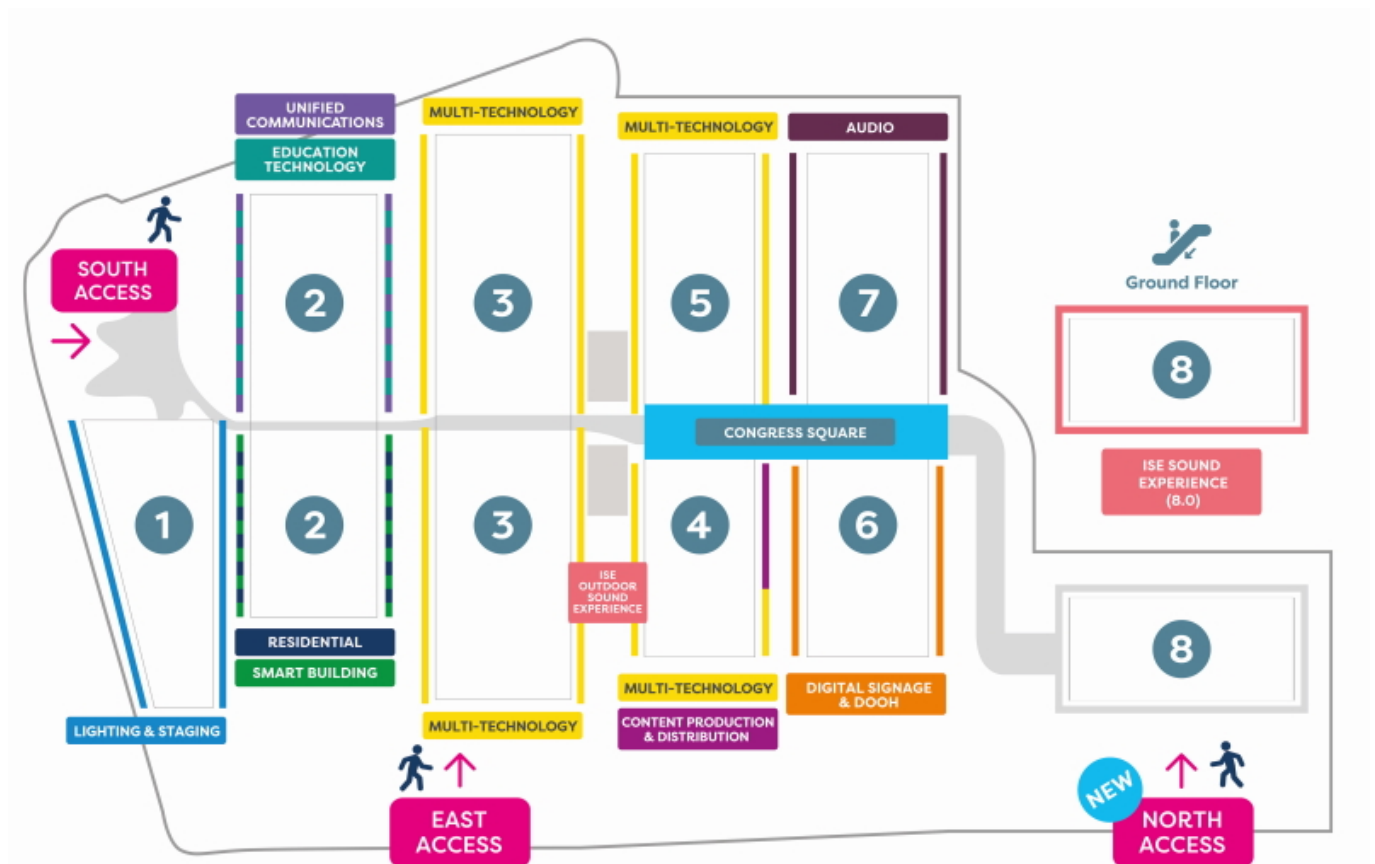 UNIFIED
COMMUNICATIONS
EDUCATION
TECHNOLOGY
MULTI-TECHNOLOGY
MULTI-TECHNOLOGY
AUDIO
SOUTH
ACCESS
2
3
5
7
Ground Floor
8
ISE SOUND
EXPERIENCE
(8.0)
CONGRESS SQUARE
1
2
3
4
6
ISE
OUTDOOR
SOUND
EXPERIENCE
8
RESIDENTIAL
SMART BUILDING
LIGHTING & STAGING
MULTI-TECHNOLOGY
MULTI-TECHNOLOGY
CONTENT PRODUCTION
& DISTRIBUTION
DIGITAL SIGNAGE
& DOOH
EAST
ACCESS
NEW
NORTH
ACCESS